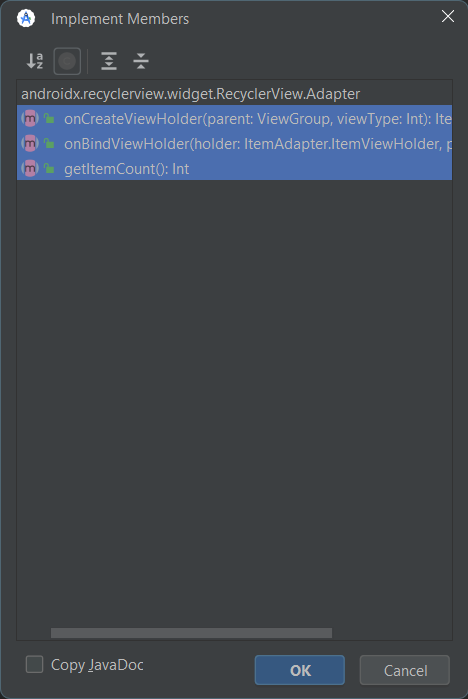 Implement Members
androidx.recyclerview.widget.RecyclerView.Adapter
onCreateViewHolder(parent: ViewGroup, viewType: Int): Ite
onBindViewHolder(holder: ItemAdapter.ItemViewHolder, p
getItemCount(): Int
Copy JavaDoc
OK
Cancel